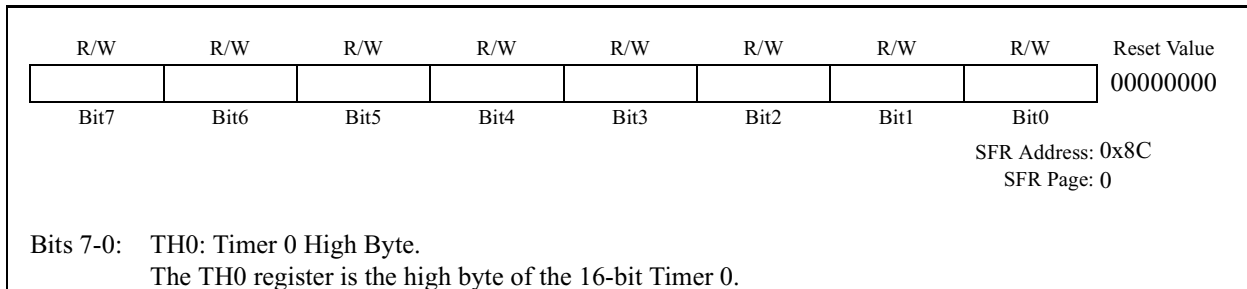 R/W R/W R/W R/W R/W R/W R/W R/W Reset Value
00000000
Bit7 Bit6 Bit5 Bit4 Bit3 Bit2 Bit1 Bit0
SFR Address: 0x8C
SFR Page: 0
Bits 7-0: TH0: Timer 0 High Byte.
The TH0 register is the high byte of the 16-bit Timer 0.